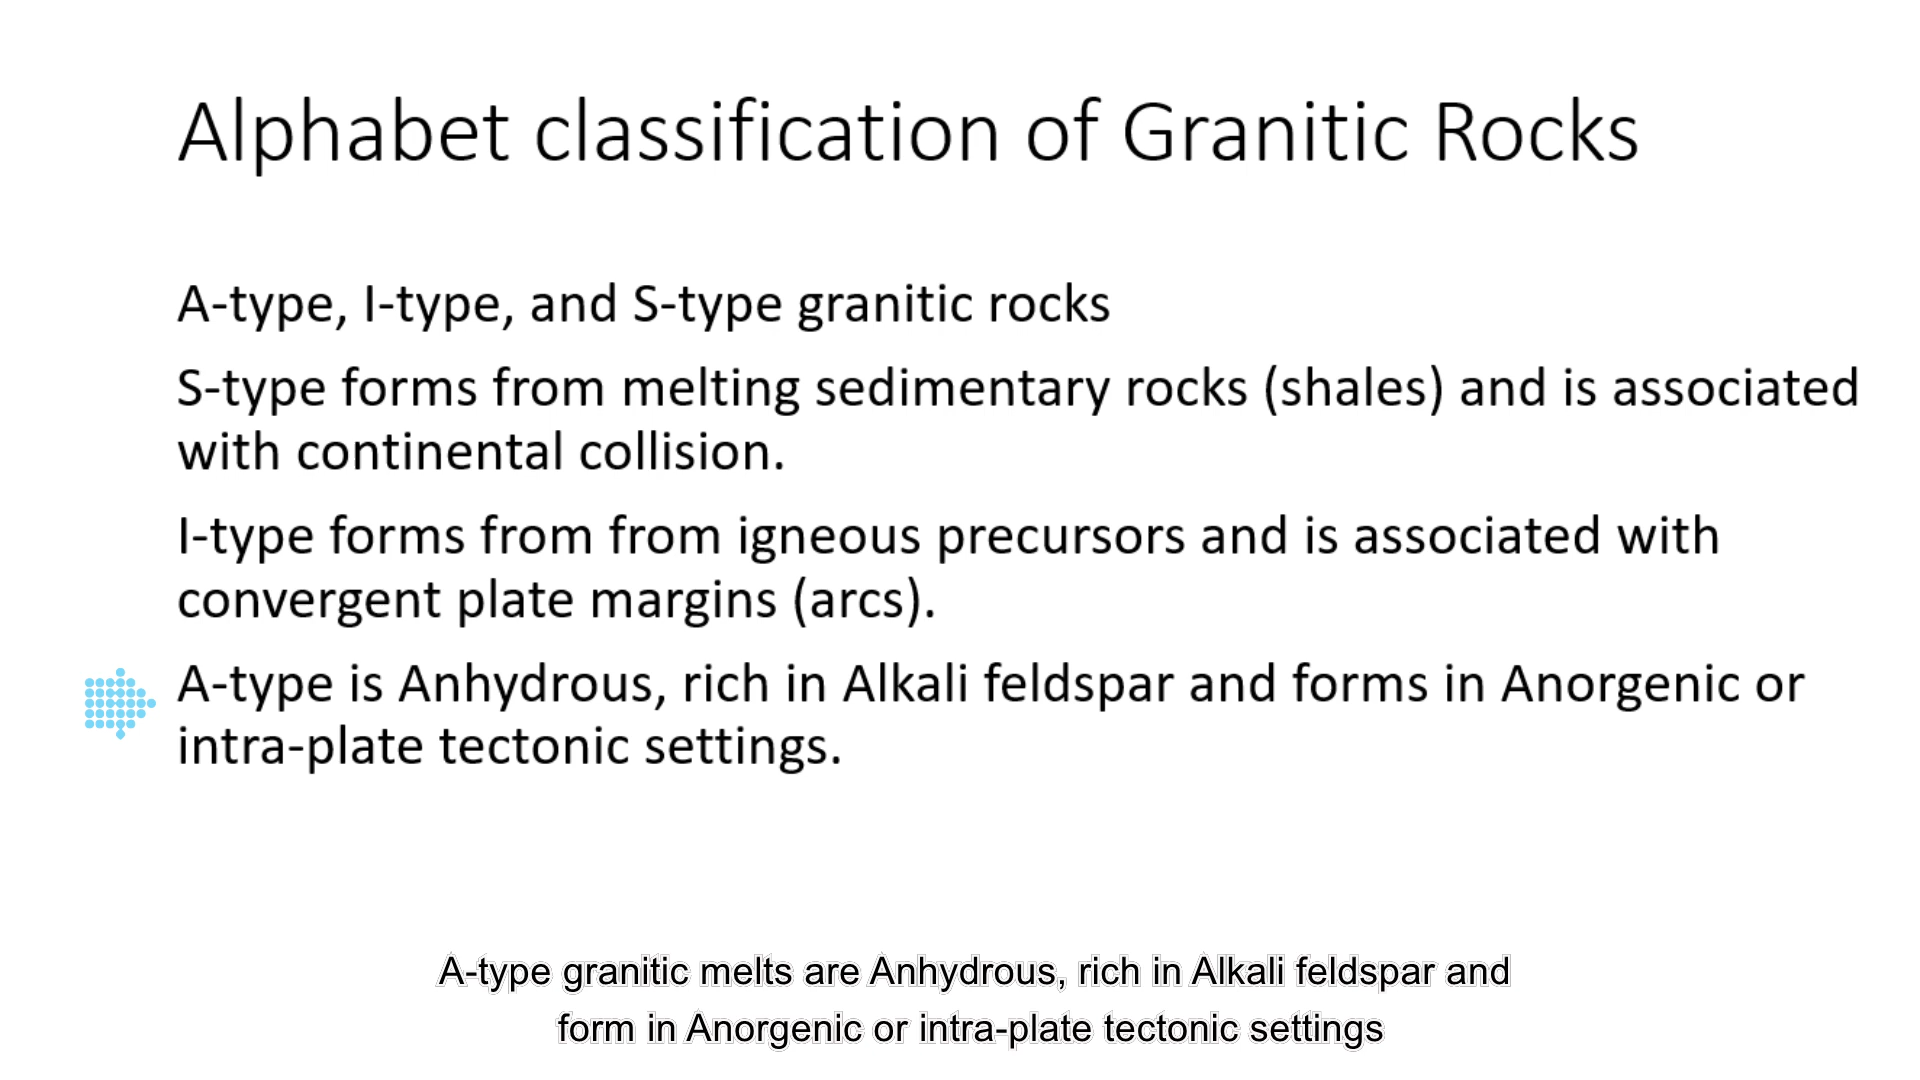 Alphabet classification of Granitic Rocks
A-type, I-type, and S-type granitic rocks
S-type forms from melting sedimentary rocks (shales) and is associated
with continental collision.
I-type forms from from igneous precursors and is associated with
convergent plate margins (arcs).
A-type is Anhydrous, rich in Alkali feldspar and forms in Anorgenic or
intra-plate tectonic settings.
A-type granitic melts are Anhydrous, rich in Alkali feldspar and
form in Anorgenic or intra-plate tectonic settings